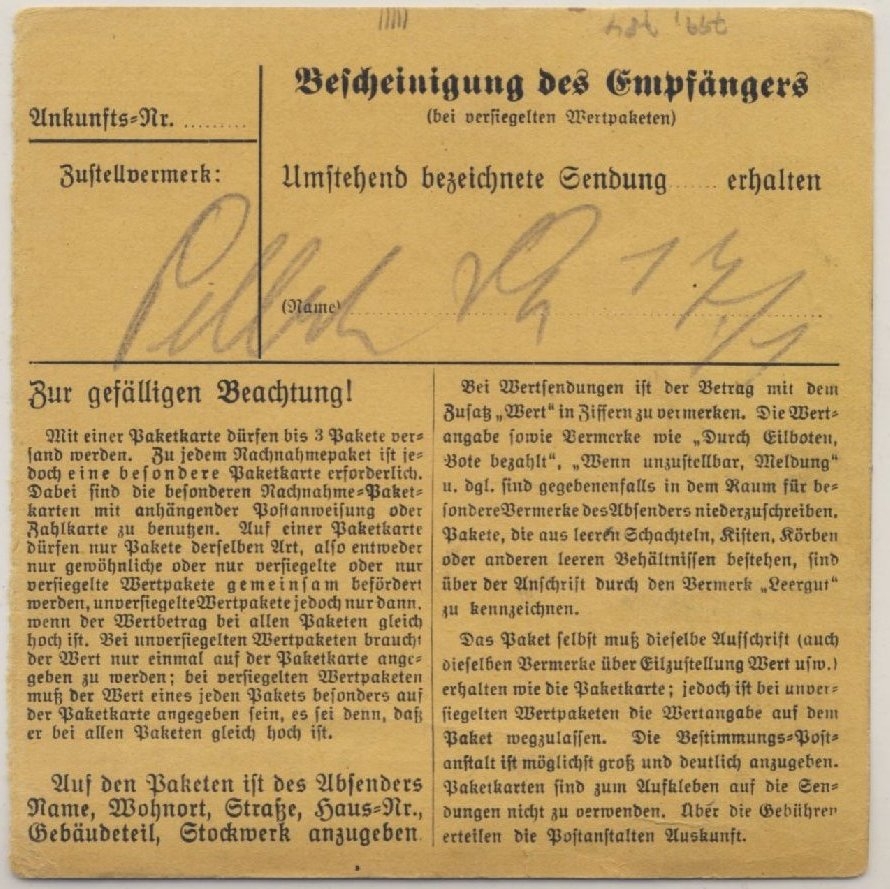 Bescheinigung des Empfängers
(bei versiegelten Wertpaketen)
Ankunfts-Nr. ..........
Zustellvermerk:
Umstehend bezeichnete Sendung ...... erhalten
(Name)
17/1
Zur gefälligen Beachtung!
Mit einer Paketkarte dürfen bis 3 Pakete ver-
sand werden. Zu jedem Nachnahmepaket ist je-
doch eine besondere Paketkarte erforderlich.
Dabei sind die besonderen Nachnahme-Paket-
karten mit anhängender Postanweisung oder
Zahlkarte zu benutzen. Auf einer Paketkarte
dürfen nur Pakete derselben Art, also entweder
nur gewöhnliche oder nur versiegelte oder nur
versiegelte Wertpakete gemeinsam befördert
werden, unversiegelte Wertpakete jedoch nur dann,
wenn der Wertbetrag bei allen Paketen gleich
hoch ist. Bei unversiegelten Wertpaketen braucht
der Wert nur einmal auf der Paketkarte ange-
geben zu werden; bei versiegelten Wertpaketen
muß der Wert eines jeden Pakets besonders auf
der Paketkarte angegeben sein, es sei denn, daß
er bei allen Paketen gleich hoch ist.
Auf den Paketen ist des Absenders
Name, Wohnort, Straße, Haus-Nr.,
Gebäudeteil, Stockwerk anzugeben
Bei Wertsendungen ist der Betrag mit dem
Zusatz „Wert“ in Ziffern zu vermerken. Die Wert-
angabe sowie Vermerke wie „Durch Eilboten,
Bote bezahlt“, „Wenn unzustellbar, Meldung“
u. dgl. sind gegebenenfalls in dem Raum für be-
sondere Vermerke des Absenders niederzuschreiben.
Pakete, die aus leeren Schachteln, Kisten, Körben
oder anderen leeren Behältnissen bestehen, sind
über der Anschrift durch den Vermerk „Leergut“
zu kennzeichnen.
Das Paket selbst muß dieselbe Aufschrift (auch
dieselben Vermerke über Eilzustellung Wert usw.)
erhalten wie die Paketkarte; jedoch ist bei unver-
siegelten Wertpaketen die Wertangabe auf dem
Paket wegzulassen. Die Bestimmungs-Post-
anstalt ist möglichst groß und deutlich anzugeben.
Paketkarten sind zum Aufkleben auf die Sen-
dungen nicht zu verwenden. Über die Gebühren
erteilen die Postanstalten Auskunft.